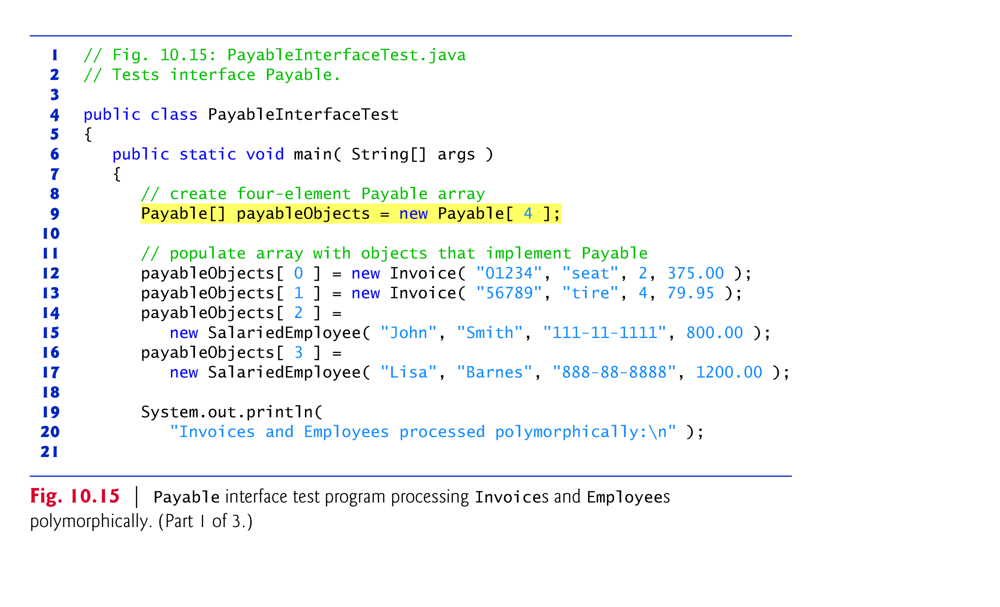 1 // Fig. 10.15: PayableInterfaceTest.java
2 // Tests interface Payable.
3
4 public class PayableInterfaceTest
5 {
6 public static void main( String[] args )
7 {
8 // create four-element Payable array
9 Payable[] payableObjects = new Payable[ 4 ];
10
11 // populate array with objects that implement Payable
12 payableObjects[ 0 ] = new Invoice( "01234", "seat", 2, 375.00 );
13 payableObjects[ 1 ] = new Invoice( "56789", "tire", 4, 79.95 );
14 payableObjects[ 2 ] =
15 new SalariedEmployee( "John", "Smith", "111-11-1111", 800.00 );
16 payableObjects[ 3 ] =
17 new SalariedEmployee( "Lisa", "Barnes", "888-88-8888", 1200.00 );
18
19 System.out.println(
20 "Invoices and Employees processed polymorphically:\n" );
21
Fig. 10.15 | Payable interface test program processing Invoices and Employees
polymorphically. (Part 1 of 3.)